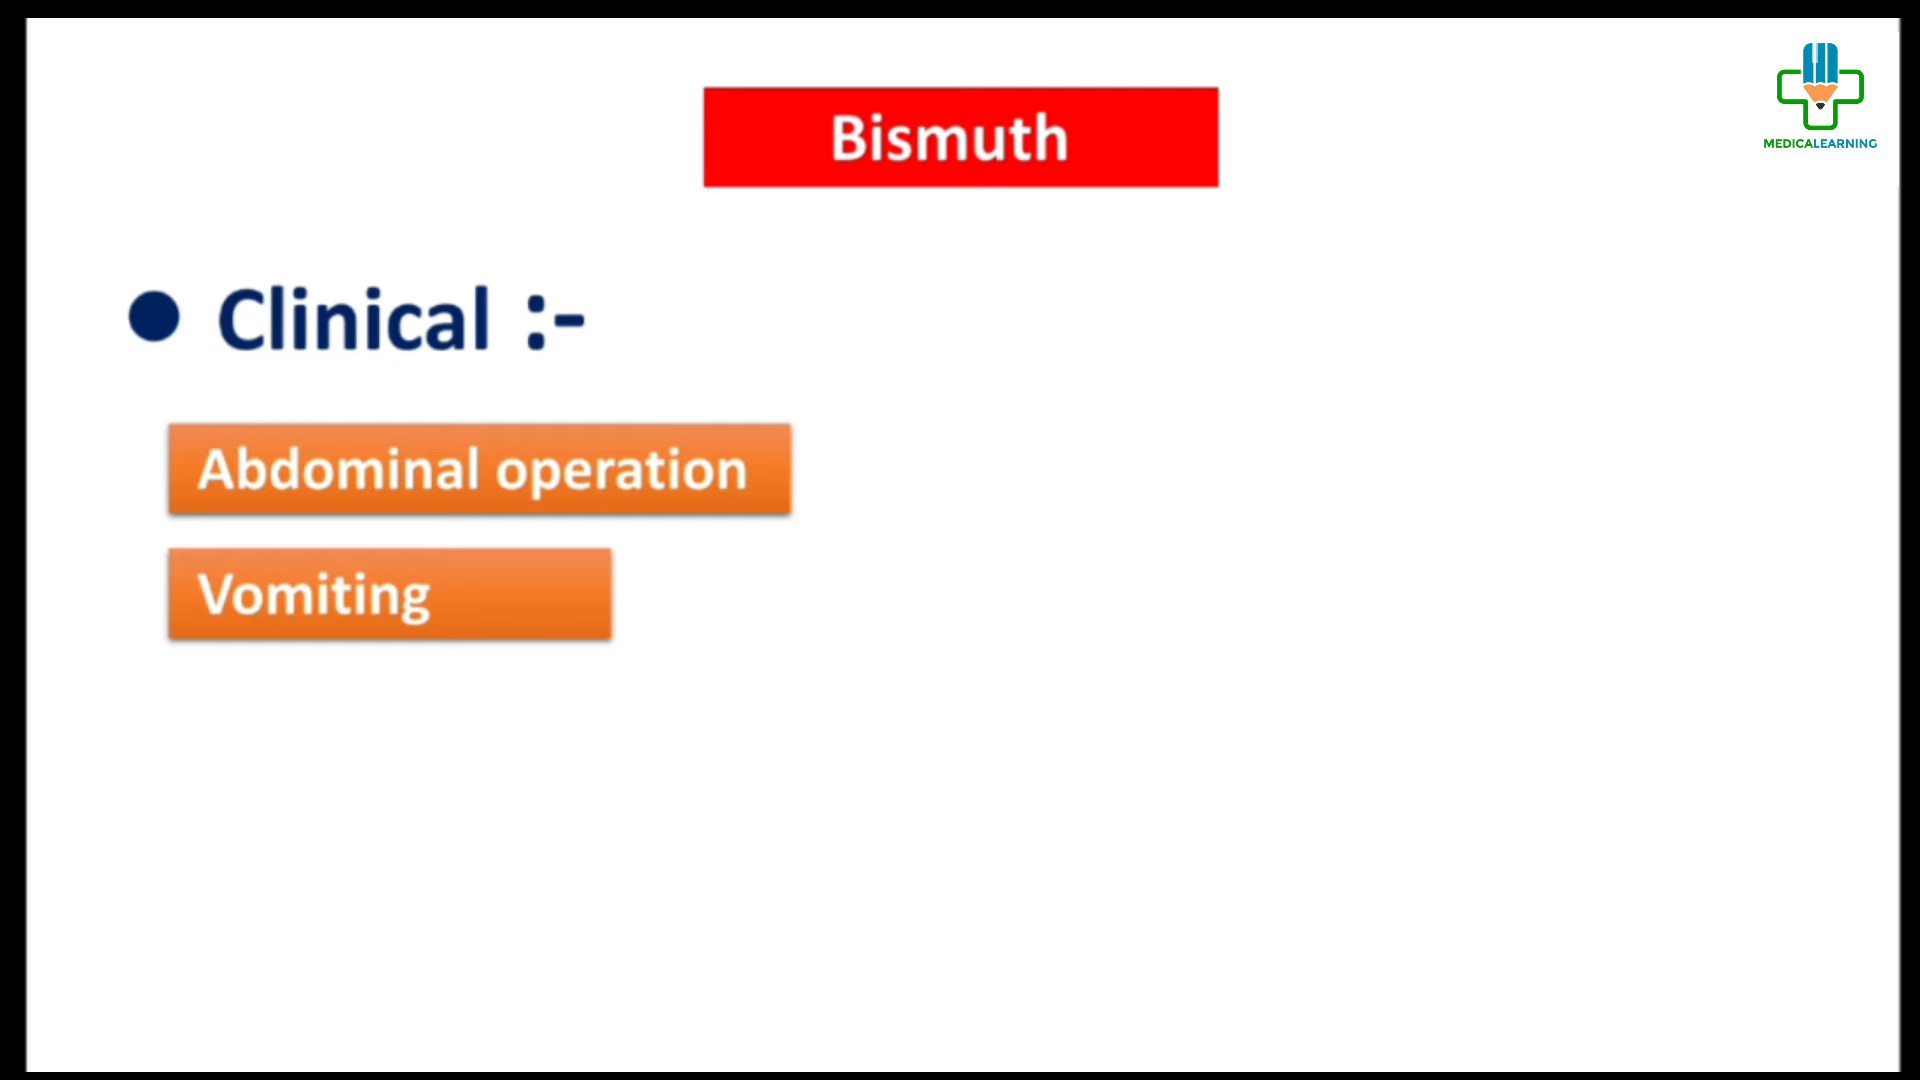 Bismuth
MEDICALEARNING
● Clinical :-
Abdominal operation
Vomiting